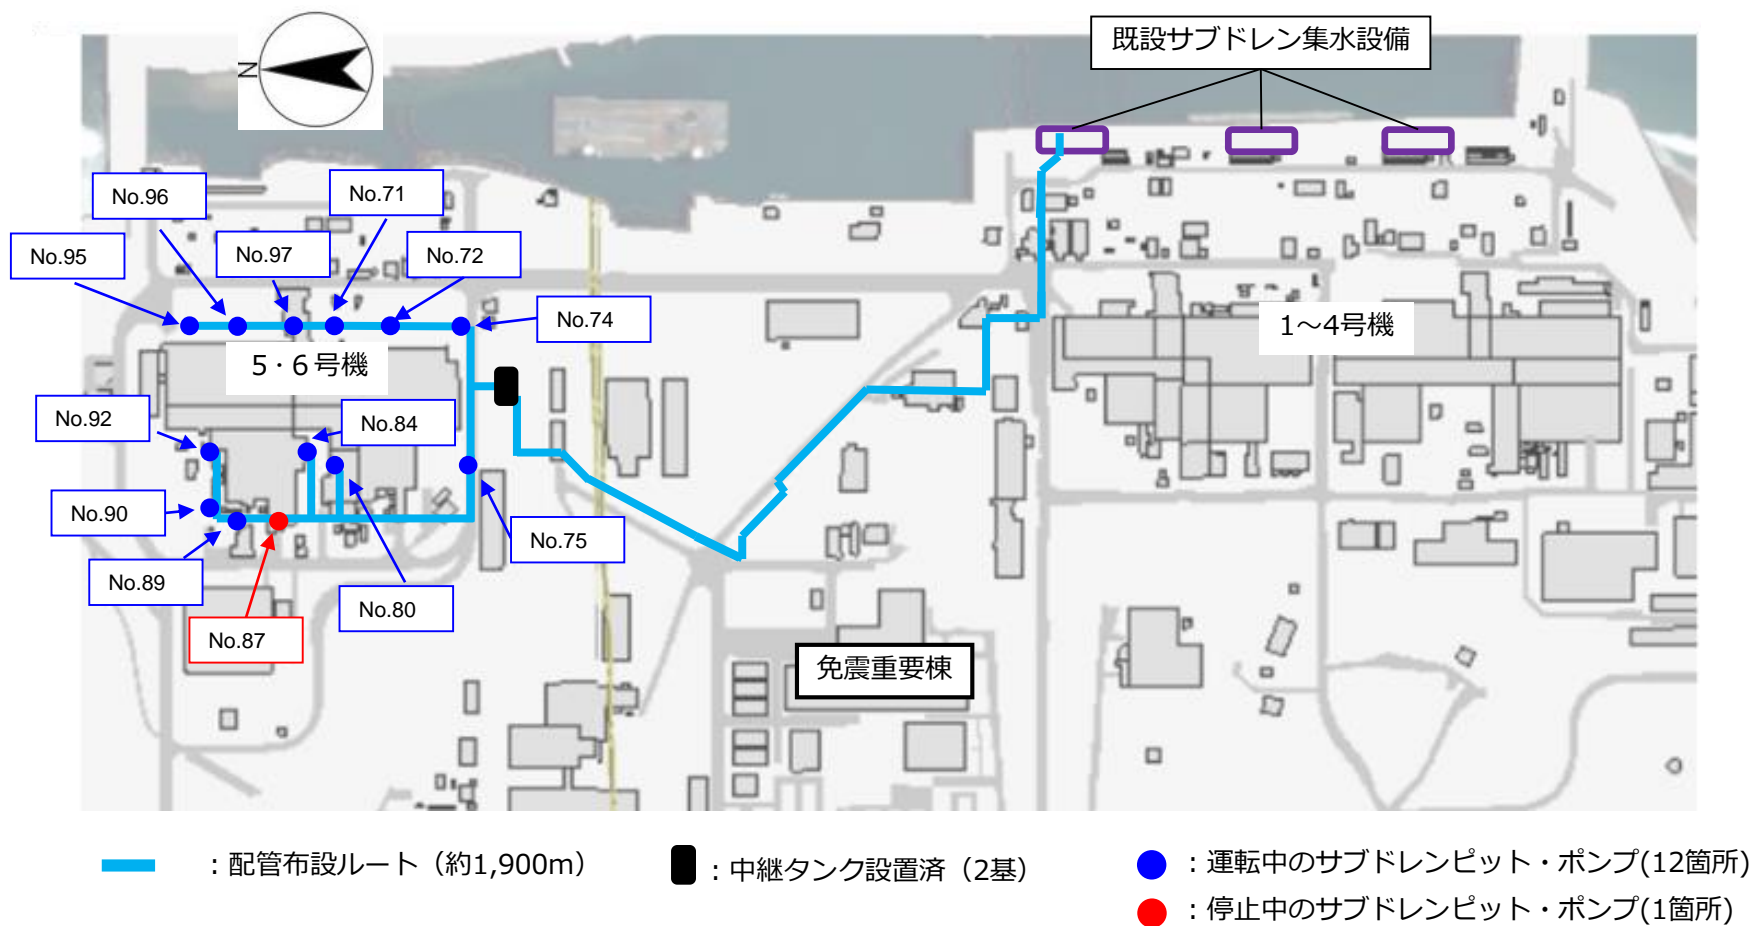 既設サブドレン集水設備
N
No.96
No.71
No.95
No.97
No.72
No.74
1～4号機
5・6号機
No.92
No.84
No.90
No.75
No.89
No.80
No.87
免震重要棟
：配管布設ルート（約1,900m）
：中継タンク設置済（2基）
：運転中のサブドレンピット・ポンプ(12箇所)
：停止中のサブドレンピット・ポンプ(1箇所)